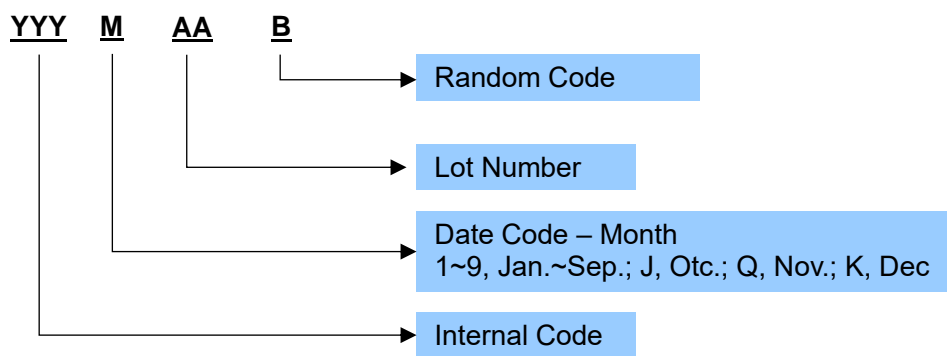 YYY M AA B
Random Code
Lot Number
Date Code – Month
1~9, Jan.~Sep.; J, Otc.; Q, Nov.; K, Dec
Internal Code